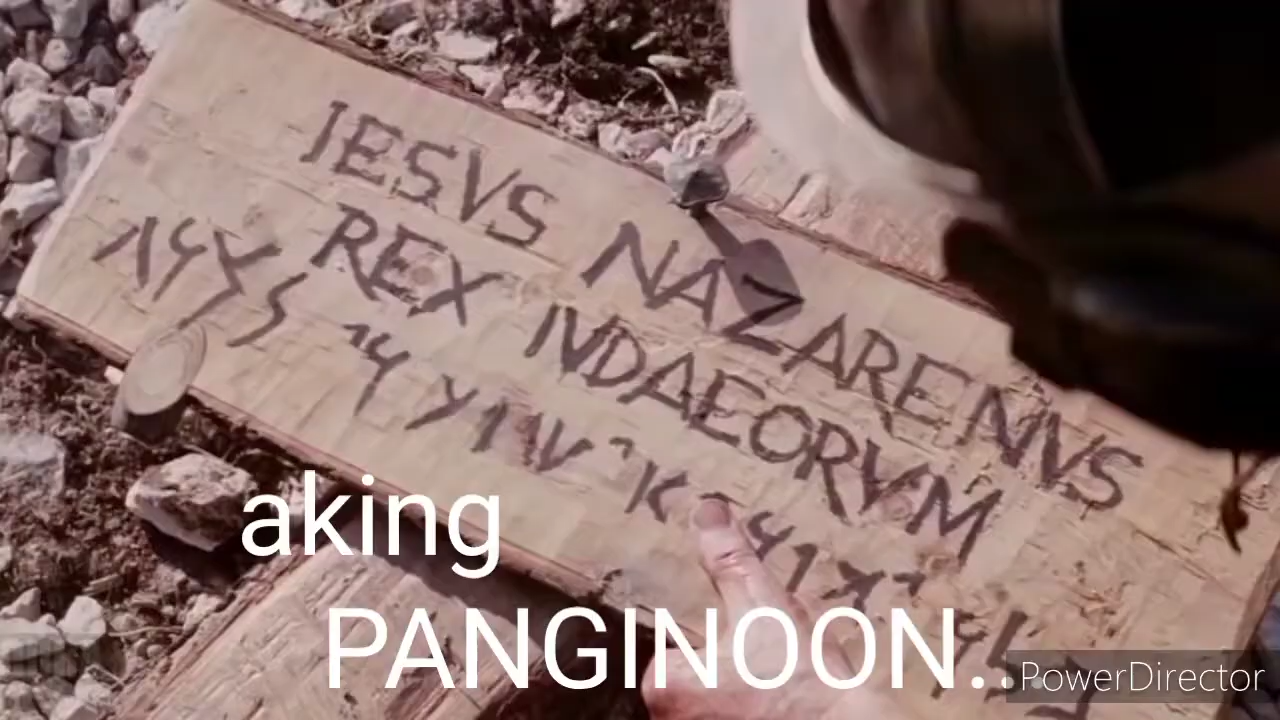 IESVS NAZARENVS
REX IVDAEORVM
aking
PANGINOON...
PowerDirector